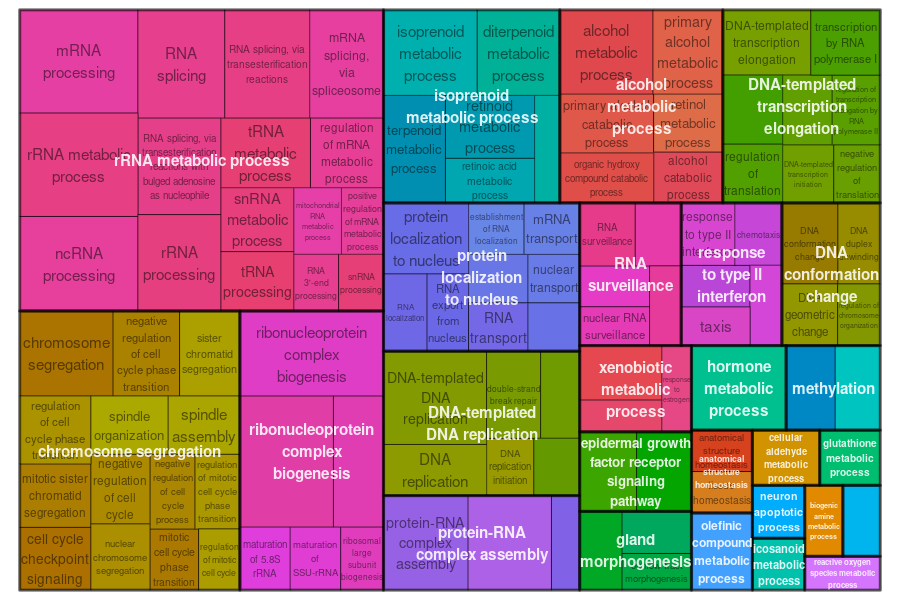 mRNA
processing
RNA
splicing
RNA splicing, via
transesterification
reactions
mRNA
splicing,
via
spliceosome
rRNA metabolic
process
RNA splicing, via
transesterification
reactions with
bulged adenosine
as nucleophile
tRNA
metabolic
process
regulation
of mRNA
metabolic
process
rRNA metabolic process
snRNA
metabolic
process
mitochondrial
RNA
metabolic
process
positive
regulation
of mRNA
metabolic
process
ncRNA
processing
rRNA
processing
tRNA
processing
RNA
3'-end
processing
snRNA
processing
isoprenoid
metabolic
process
diterpenoid
metabolic
process
isoprenoid
metabolic process
terpenoid
metabolic
process
retinoid
metabolic
process
retinoic acid
metabolic
process
alcohol
metabolic
process
primary
alcohol
metabolic
process
alcohol
metabolic
process
primary
catabolic
process
retinol
metabolic
process
organic hydroxy
compound catabolic
process
alcohol
catabolic
process
DNA-templated
transcription
elongation
transcription
by RNA
polymerase I
DNA-templated
transcription
elongation
regulation
of
translation
DNA-templated
transcription
initiation
negative
regulation
of
translation
protein
localization
to nucleus
establishment
of RNA
localization
mRNA
transport
protein
localization
to nucleus
nuclear
transport
RNA
localization
RNA
export
from
nucleus
RNA
transport
RNA
surveillance
RNA
surveillance
nuclear RNA
surveillance
response
to type II
interferon
chemotaxis
response
to type II
interferon
taxis
DNA
conformation
change
DNA
duplex
unwinding
DNA
conformation
change
DNA
geometric
change
regulation of
chromosome
organization
chromosome
segregation
negative
regulation
of cell
cycle phase
transition
sister
chromatid
segregation
regulation
of cell
cycle phase
transition
spindle
organization
spindle
assembly
chromosome segregation
mitotic sister
chromatid
segregation
negative
regulation
of cell
cycle
negative
regulation
of cell
cycle
process
regulation
of mitotic
cell cycle
phase
transition
cell cycle
checkpoint
signaling
nuclear
chromosome
segregation
mitotic
cell cycle
phase
transition
regulation
of mitotic
cell cycle
ribonucleoprotein
complex
biogenesis
ribonucleoprotein
complex
biogenesis
maturation
of 5.8S
rRNA
maturation
of
SSU-rRNA
ribosomal
large
subunit
biogenesis
DNA-templated
DNA
replication
double-strand
break repair
DNA-templated
DNA replication
DNA
replication
DNA
replication
initiation
protein-RNA
complex
assembly
protein-RNA
complex assembly
xenobiotic
metabolic
process
response
to
estrogen
hormone
metabolic
process
methylation
epidermal growth
factor receptor
signaling
pathway
anatomical
structure
homeostasis
anatomical
structure
homeostasis
homeostasis
cellular
aldehyde
metabolic
process
glutathione
metabolic
process
gland
morphogenesis
morphogenesis
olefinic
compound
metabolic
process
neuron
apoptotic
process
biogenic
amine
metabolic
process
icosanoid
metabolic
process
reactive oxygen
species metabolic
process